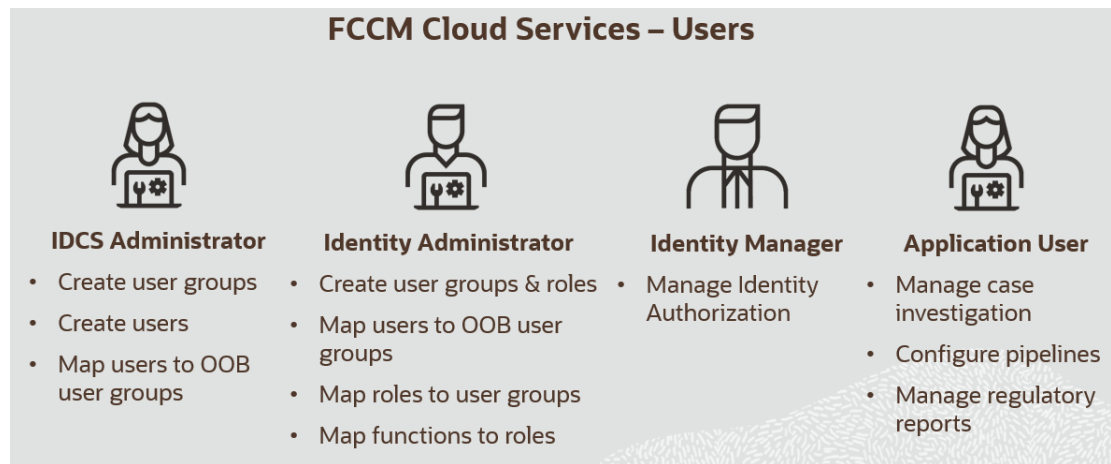 FCCM Cloud Services – Users
IDCS Administrator
• Create user groups
• Create users
• Map users to OOB
user groups
Identity Administrator
• Create user groups & roles
• Map users to OOB user
groups
• Map roles to user groups
• Map functions to roles
Identity Manager
• Manage Identity
Authorization
Application User
• Manage case
investigation
• Configure pipelines
• Manage regulatory
reports